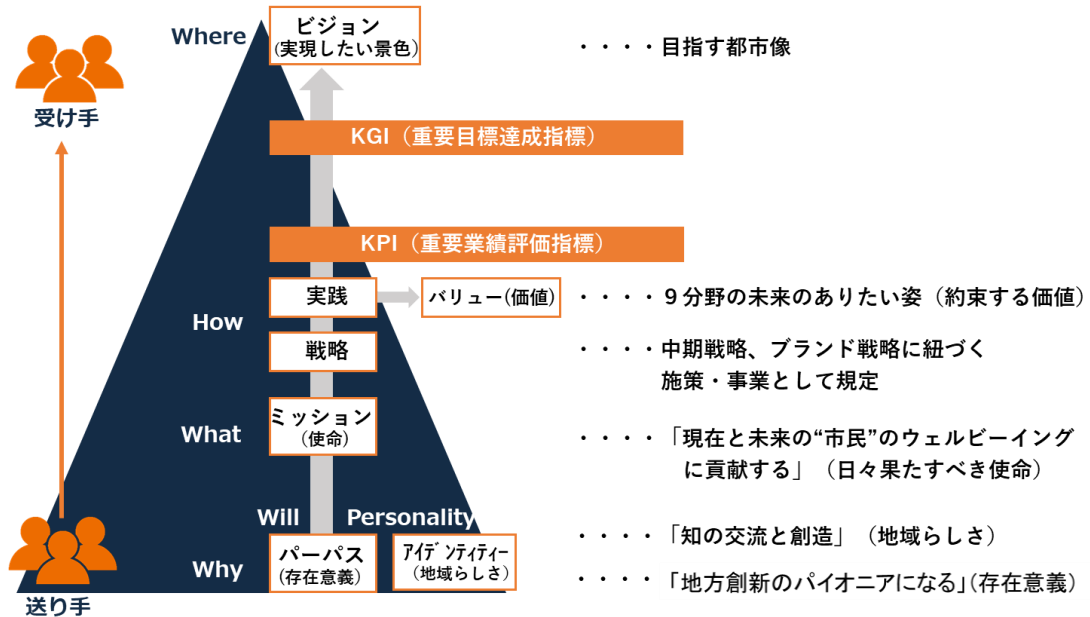 Where
ビジョン
(実現したい景色)
・・・・目指す都市像
受け手
KGI（重要目標達成指標）
KPI（重要業績評価指標）
実践
バリュー(価値)
・・・・９分野の未来のありたい姿（約束する価値）
How
戦略
・・・・中期戦略、ブランド戦略に紐づく
施策・事業として規定
What
ミッション
(使命)
・・・・「現在と未来の“市民”のウェルビーイング
に貢献する」（日々果たすべき使命）
Will
Personality
Why
パーパス
(存在意義)
ｱｲﾃﾞﾝﾃｨﾃｨｰ
(地域らしさ)
・・・・「知の交流と創造」（地域らしさ）
・・・・「地方創新のパイオニアになる」(存在意義)
送り手